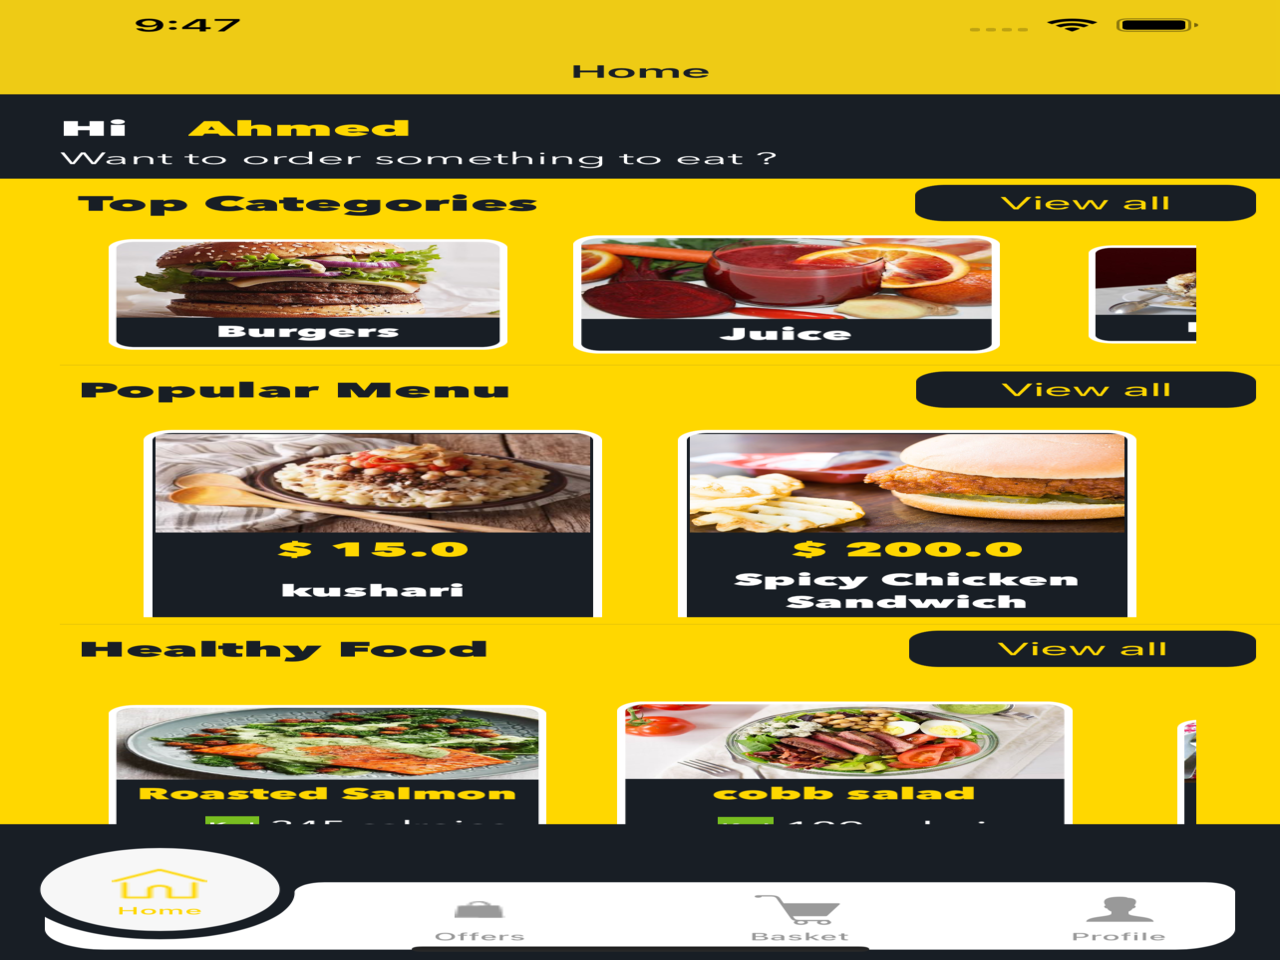 9:47
Home
Hi Ahmed
Want to order something to eat ?
Top Categories
View all
Burgers
Juice
Popular Menu
View all
$ 15.0
kushari
$ 200.0
Spicy Chicken
Sandwich
Healthy Food
View all
Roasted Salmon
cobb salad
Home
Offers
Basket
Profile